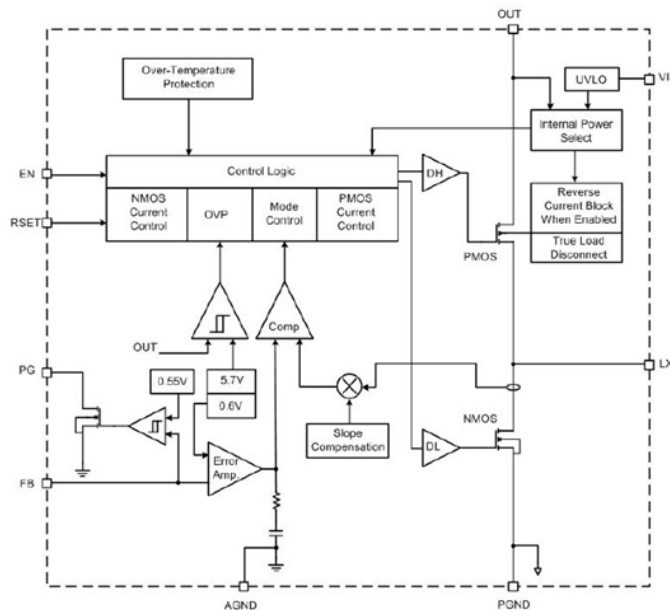 OUT
Over-Temperature
Protection
UVLO
VI
Internal Power
Select
EN
Control Logic
DH
NMOS
Current
Control
OVP
Mode
Control
PMOS
Current
Control
Reverse
Current Block
When Enabled
True Load
Disconnect
RSET
PMOS
OUT
Comp
LX
PG
0.55V
5.7V
0.6V
Slope
Compensation
NMOS
DL
Error
Amp.
FB
AGND
PGND